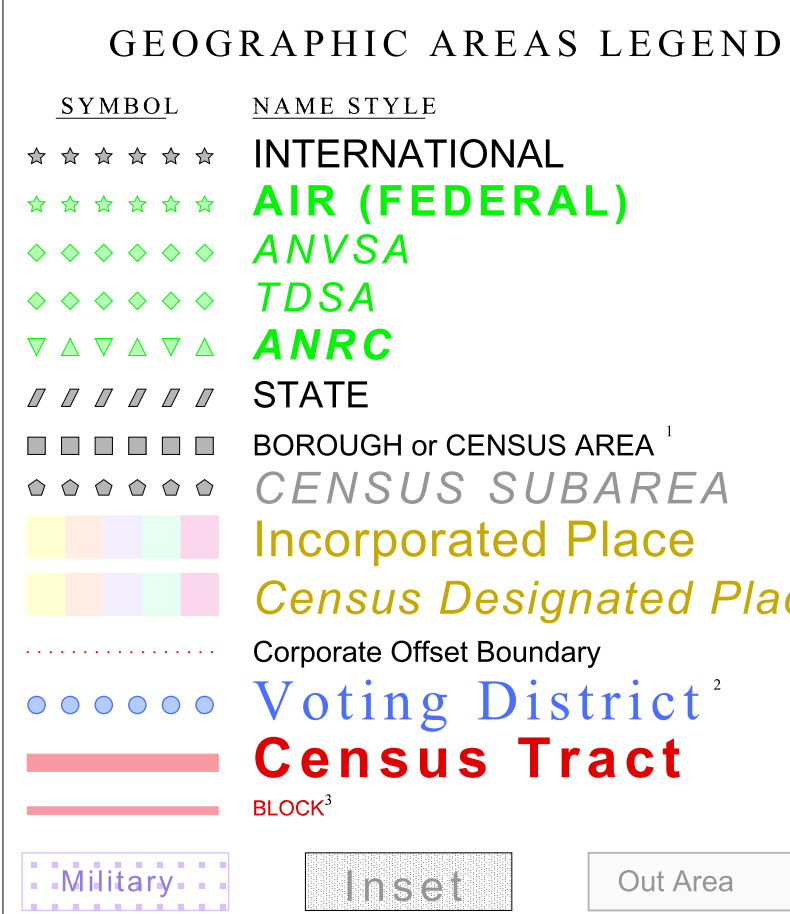 GEOGRAPHIC AREAS LEGEND
SYMBOL NAME STYLE
INTERNATIONAL
AIR (FEDERAL)
ANVSA
TDSA
ANRC
STATE
BOROUGH or CENSUS AREA 1
CENSUS SUBAREA
Incorporated Place
Census Designated
Corporate Offset Boundary
Voting District 2
Census Tract
BLOCK3
Military Inset Out Area